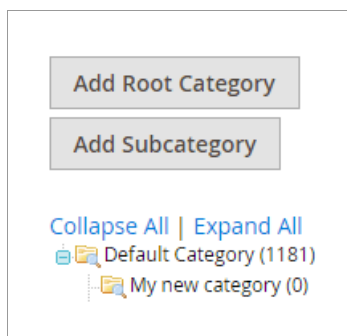 Add Root Category
Add Subcategory
Collapse All | Expand All
Default Category (1181)
My new category (0)